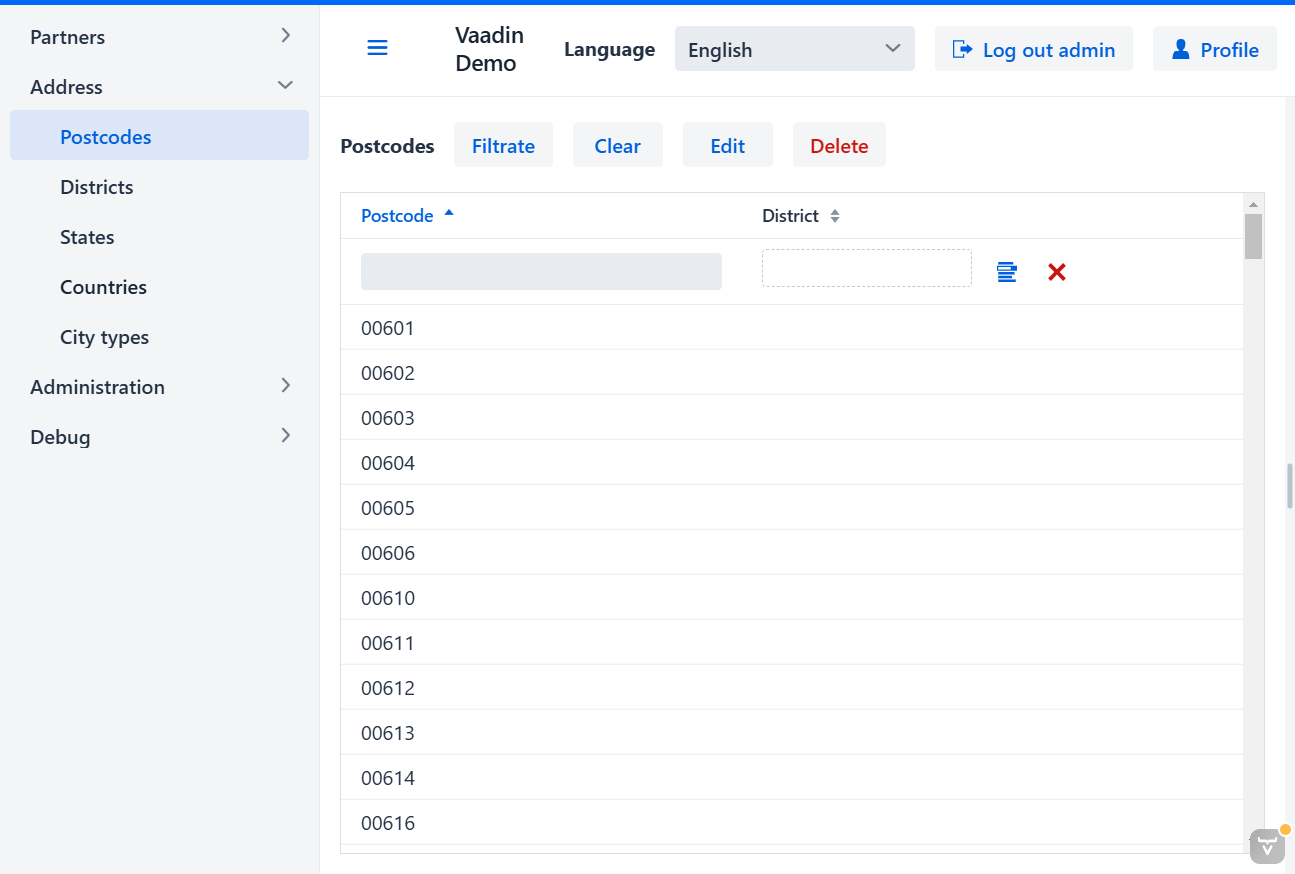 Partners
Address
Postcodes
Districts
States
Countries
City types
Administration
Debug
Vaadin
Demo
Language
English
Log out admin
Profile
Postcodes
Filtrate
Clear
Edit
Delete
Postcode
District
00601
00602
00603
00604
00605
00606
00610
00611
00612
00613
00614
00616